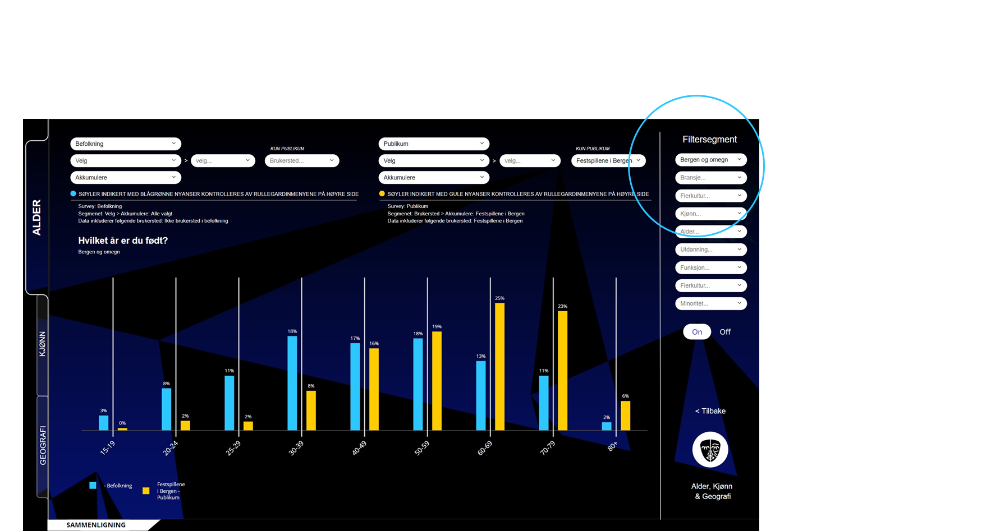 ALDER
KJØNN
GEOGRAFI
Befolkning
Velg
>
velg...
KUN PUBLIKUM
Brukersted...
Akkumulere
SØYLER INDIKERT MED BLÅGRØNNE NYANSER KONTROLLERES AV RULLEGARDINMENYENE PÅ HØYRE SIDE
Survey: Befolkning
Segmenet: Velg > Akkumulere: Alle valgt
Data inkluderer følgende brukersted: Ikke brukersted i befolkning
Publikum
Velg
>
velg...
KUN PUBLIKUM
Festspillene i Bergen
Akkumulere
SØYLER INDIKERT MED GULE NYANSER KONTROLLERES AV RULLEGARDINMENYENE PÅ HØYRE SIDE
Survey: Publikum
Segmenet: Brukersted > Akkumulere: Festspillene i Bergen
Data inkluderer følgende brukersted: Festspillene i Bergen
Hvilket år er du født?
Bergen og omegn
3%
0%
8%
2%
11%
2%
18%
8%
17%
16%
18%
19%
13%
25%
11%
23%
2%
6%
15-19
20-24
25-29
30-39
40-49
50-59
60-69
70-79
80+
- Befolkning
Festspillene
i Bergen -
Publikum
SAMMENLIGNING
Filtersegment
Bergen og omegn
Bransje...
Flerkultur...
Kjønn...
Alder...
Utdanning...
Funksjon...
Flerkultur...
Minoritet...
On Off
< Tilbake
Alder, Kjønn
& Geografi